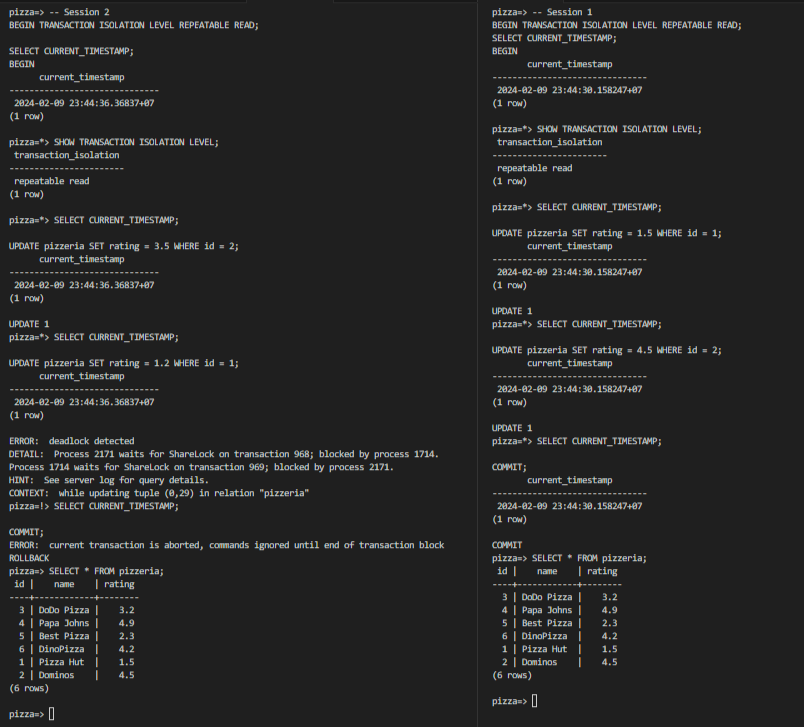 pizza=> -- Session 2
BEGIN TRANSACTION ISOLATION LEVEL REPEATABLE READ;

SELECT CURRENT_TIMESTAMP;
BEGIN
      current_timestamp
------------------------------
 2024-02-09 23:44:36.36837+07
(1 row)

pizza=*> SHOW TRANSACTION ISOLATION LEVEL;
 transaction_isolation
-----------------------
 repeatable read
(1 row)

pizza=*> SELECT CURRENT_TIMESTAMP;

UPDATE pizzeria SET rating = 3.5 WHERE id = 2;
      current_timestamp
------------------------------
 2024-02-09 23:44:36.36837+07
(1 row)

UPDATE 1
pizza=*> SELECT CURRENT_TIMESTAMP;

UPDATE pizzeria SET rating = 1.2 WHERE id = 1;
      current_timestamp
------------------------------
 2024-02-09 23:44:36.36837+07
(1 row)

ERROR:  deadlock detected
DETAIL:  Process 2171 waits for ShareLock on transaction 968; blocked by process 1714.
Process 1714 waits for ShareLock on transaction 969; blocked by process 2171.
HINT:  See server log for query details.
CONTEXT:  while updating tuple (0,29) in relation "pizzeria"
pizza=!> SELECT CURRENT_TIMESTAMP;

COMMIT;
ERROR:  current transaction is aborted, commands ignored until end of transaction block
ROLLBACK
pizza=> SELECT * FROM pizzeria;
 id |    name    | rating
----+------------+--------
  3 | DoDo Pizza |    3.2
  4 | Papa Johns |    4.9
  5 | Best Pizza |    2.3
  6 | DinoPizza  |    4.2
  1 | Pizza Hut  |    1.5
  2 | Dominos    |    4.5
(6 rows)

pizza=>

pizza=> -- Session 1
BEGIN TRANSACTION ISOLATION LEVEL REPEATABLE READ;
SELECT CURRENT_TIMESTAMP;
BEGIN
       current_timestamp
-------------------------------
 2024-02-09 23:44:30.158247+07
(1 row)

pizza=*> SHOW TRANSACTION ISOLATION LEVEL;
 transaction_isolation
-----------------------
 repeatable read
(1 row)

pizza=*> SELECT CURRENT_TIMESTAMP;

UPDATE pizzeria SET rating = 1.5 WHERE id = 1;
       current_timestamp
-------------------------------
 2024-02-09 23:44:30.158247+07
(1 row)

UPDATE 1
pizza=*> SELECT CURRENT_TIMESTAMP;

UPDATE pizzeria SET rating = 4.5 WHERE id = 2;
       current_timestamp
-------------------------------
 2024-02-09 23:44:30.158247+07
(1 row)

UPDATE 1
pizza=*> SELECT CURRENT_TIMESTAMP;

COMMIT;
       current_timestamp
-------------------------------
 2024-02-09 23:44:30.158247+07
(1 row)

COMMIT
pizza=> SELECT * FROM pizzeria;
 id |    name    | rating
----+------------+--------
  3 | DoDo Pizza |    3.2
  4 | Papa Johns |    4.9
  5 | Best Pizza |    2.3
  6 | DinoPizza  |    4.2
  1 | Pizza Hut  |    1.5
  2 | Dominos    |    4.5
(6 rows)

pizza=>